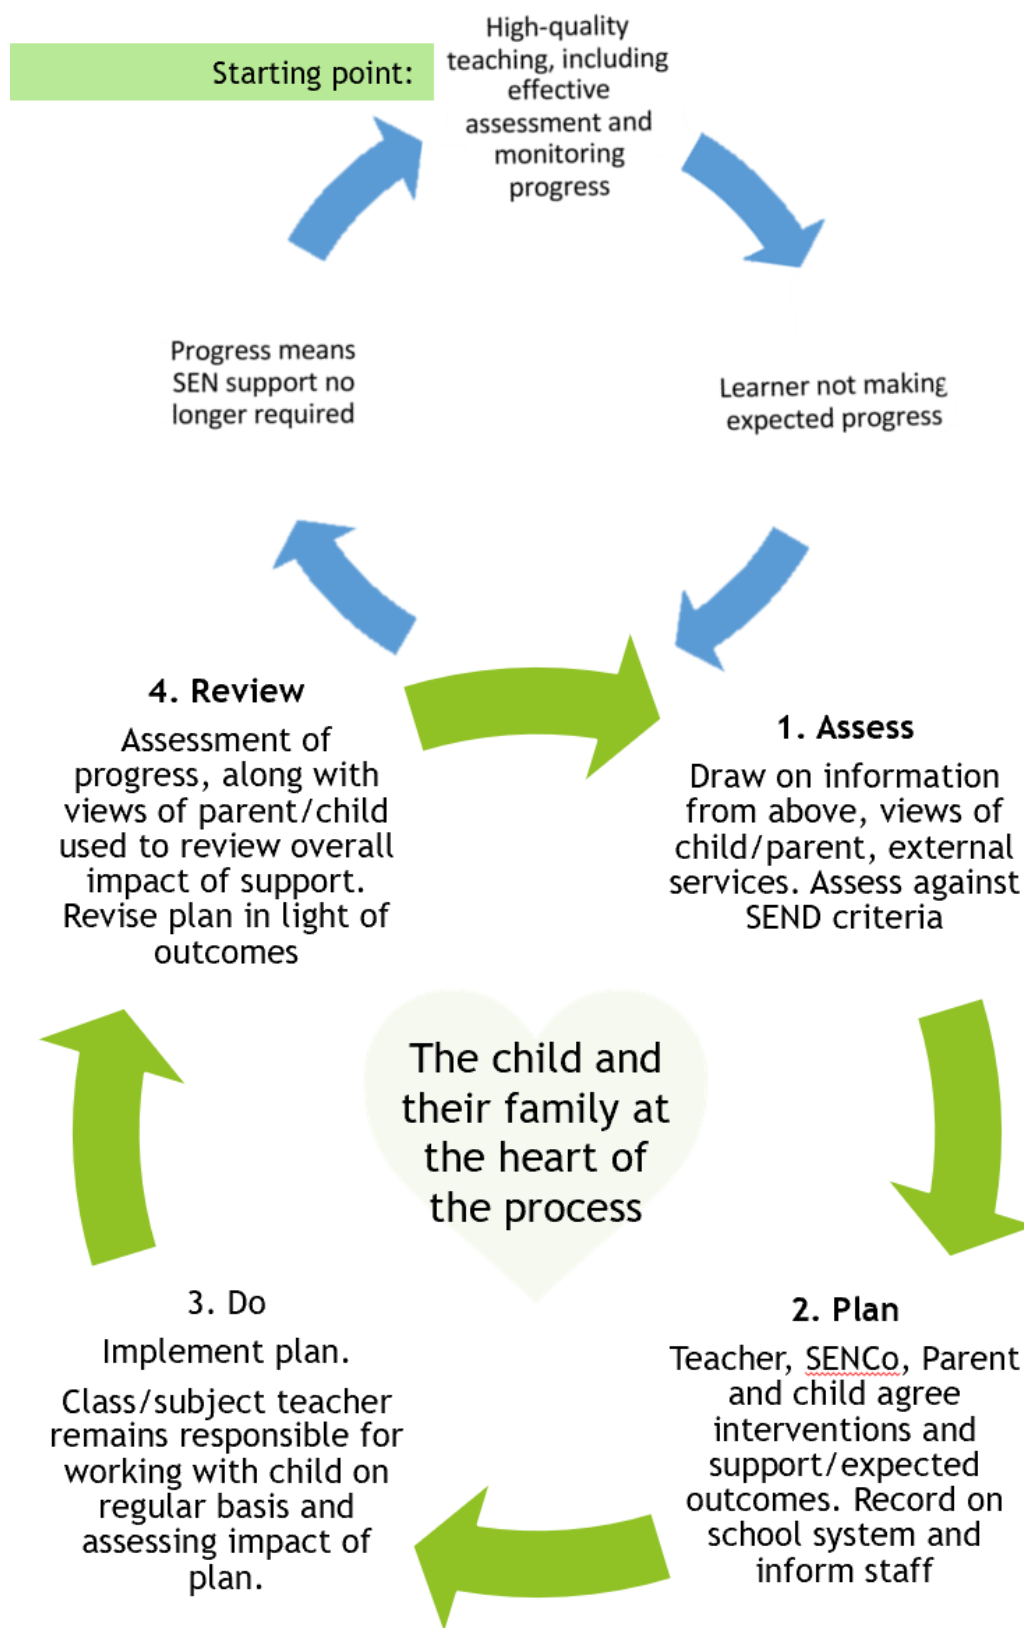 Starting point:
High-quality
teaching, including
effective
assessment and
monitoring
progress
Learner not making
expected progress
Progress means
SEN support no
longer required
1. Assess
Draw on information
from above, views of
child/parent, external
services. Assess against
SEND criteria
2. Plan
Teacher, SENCo, Parent
and child agree
interventions and
support/expected
outcomes. Record on
school system and
inform staff
3. Do
Implement plan.
Class/subject teacher
remains responsible for
working with child on
regular basis and
assessing impact of
plan.
4. Review
Assessment of
progress, along with
views of parent/child
used to review overall
impact of support.
Revise plan in light of
outcomes
The child and
their family at
the heart of
the process